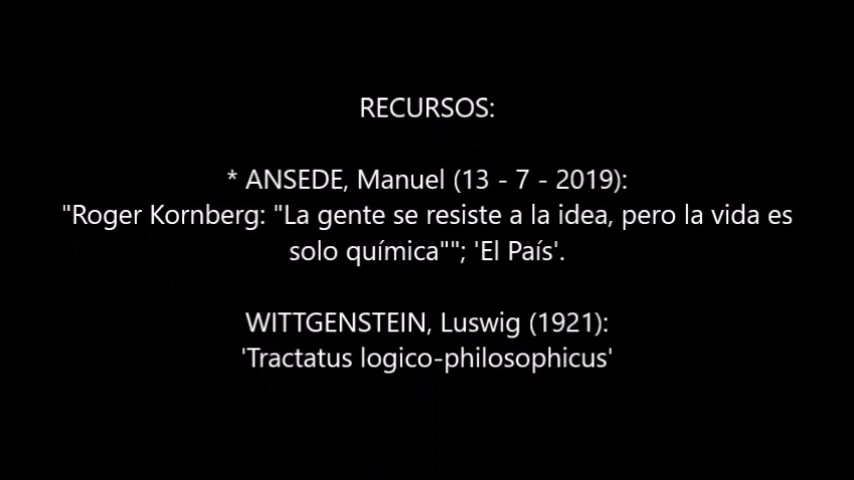 RECURSOS:
* ANSEDE, Manuel (13 - 7 - 2019):
"Roger Kornberg: "La gente se resiste a la idea, pero la vida es
solo química""; 'El País'.
WITTGENSTEIN, Luswig (1921):
'Tractatus logico-philosophicus'